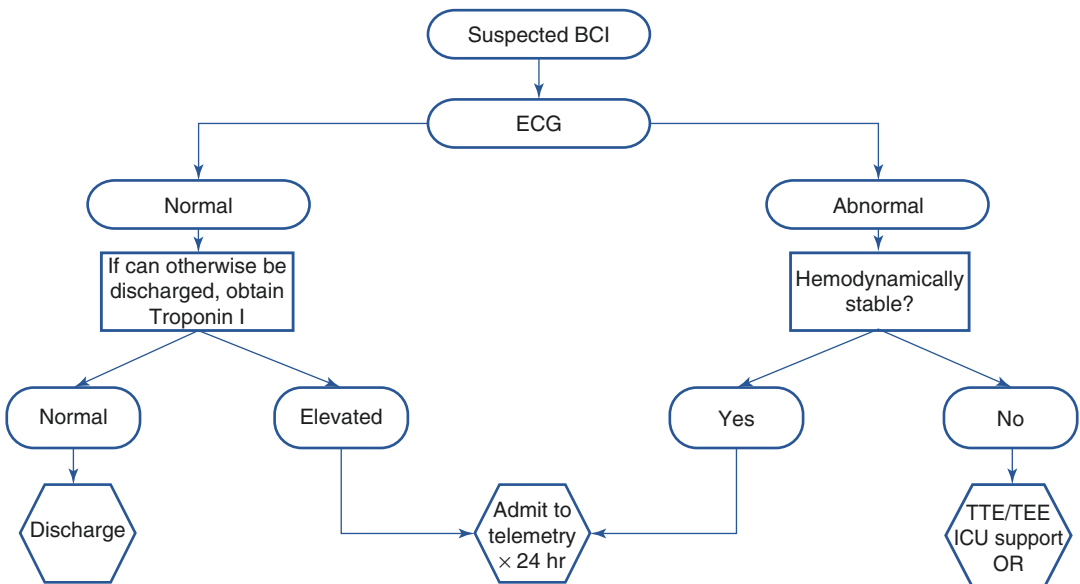 Suspected BCI
ECG
Normal
Abnormal
If can otherwise be
discharged, obtain
Troponin I
Hemodynamically
stable?
Normal
Elevated
Yes
No
Discharge
Admit to
telemetry
× 24 hr
TTE/TEE
ICU support
OR